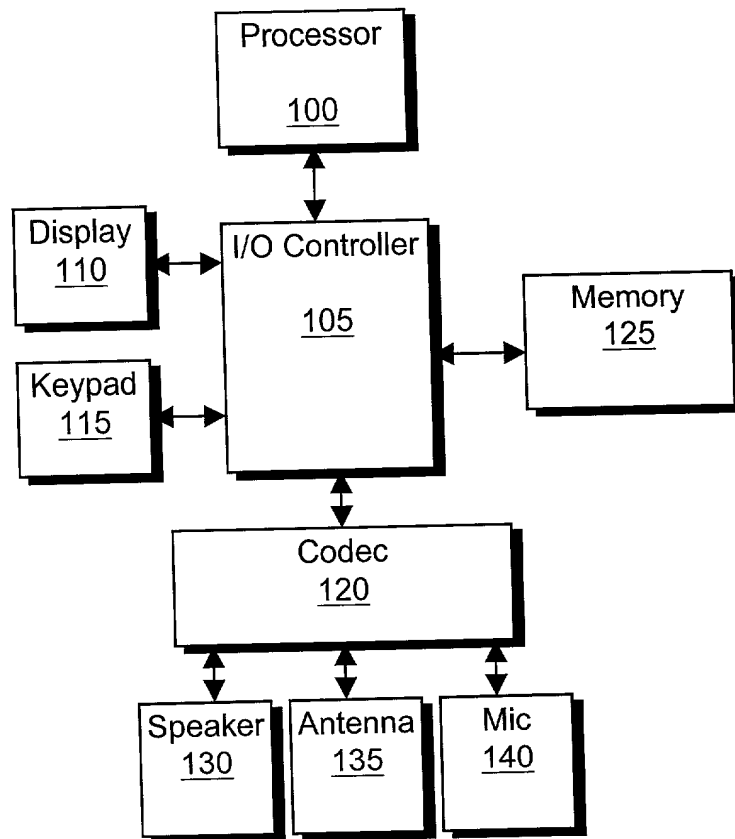 Processor
100
Display
110
I/O Controller
105
Memory
125
Keypad
115
Codec
120
Speaker
130
Antenna
135
Mic
140